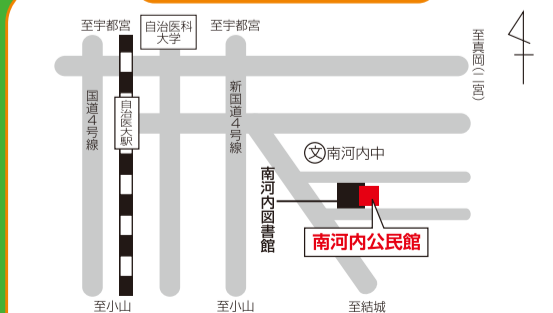 至宇都宮
自治医科
大学
至宇都宮
至真岡(二宮)
国道4号線
自治医大駅
新国道4号線
文南河内中
南河内図書館
南河内公民館
至小山
至小山
至結城